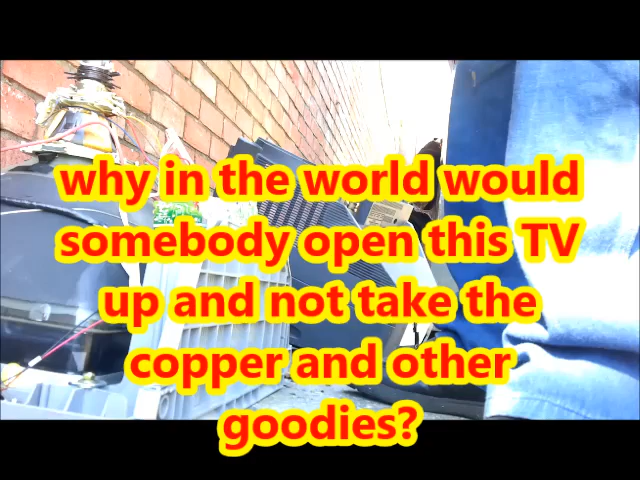 why in the world would
somebody open this TV
up and not take the
copper and other
goodies?